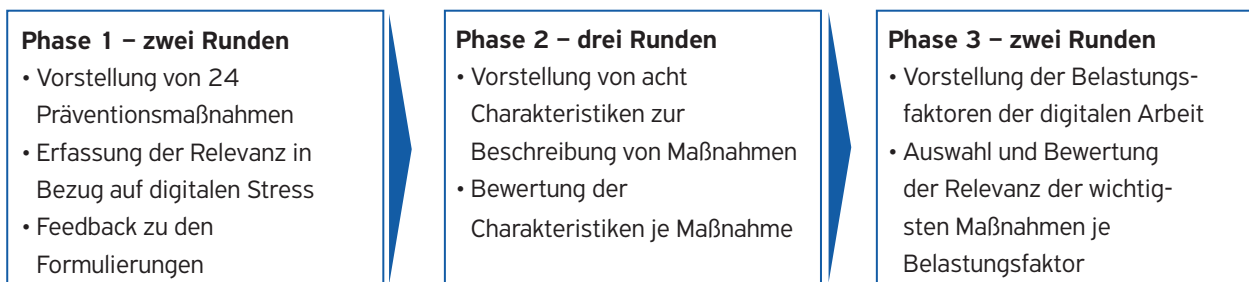 Phase 1 – zwei Runden
• Vorstellung von 24
Präventionsmaßnahmen
• Erfassung der Relevanz in
Bezug auf digitalen Stress
• Feedback zu den
Formulierungen
Phase 2 – drei Runden
• Vorstellung von acht
Charakteristiken zur
Beschreibung von Maßnahmen
• Bewertung der
Charakteristiken je Maßnahme
Phase 3 – zwei Runden
• Vorstellung der Belastungs-
faktoren der digitalen Arbeit
• Auswahl und Bewertung
der Relevanz der wichtig-
sten Maßnahmen je
Belastungsfaktor